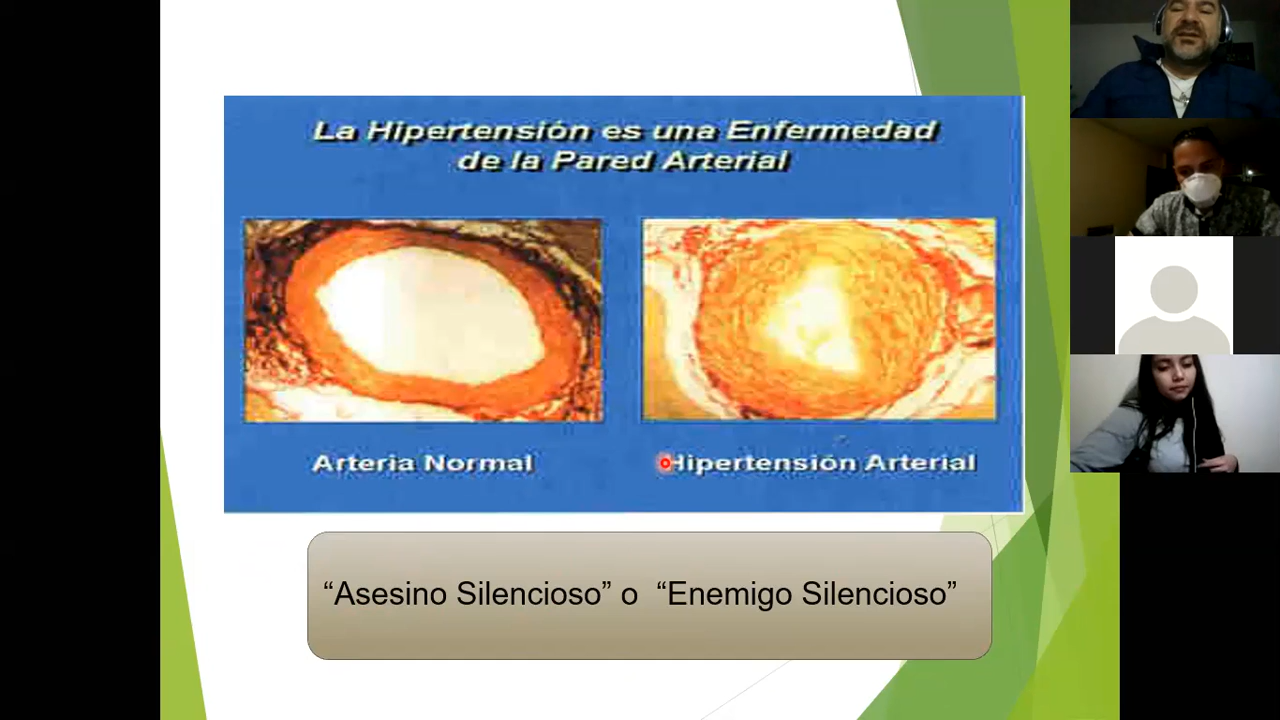 La Hipertensión es una Enfermedad
de la Pared Arterial
Arteria Normal
Hipertensión Arterial
“Asesino Silencioso” o “Enemigo Silencioso”